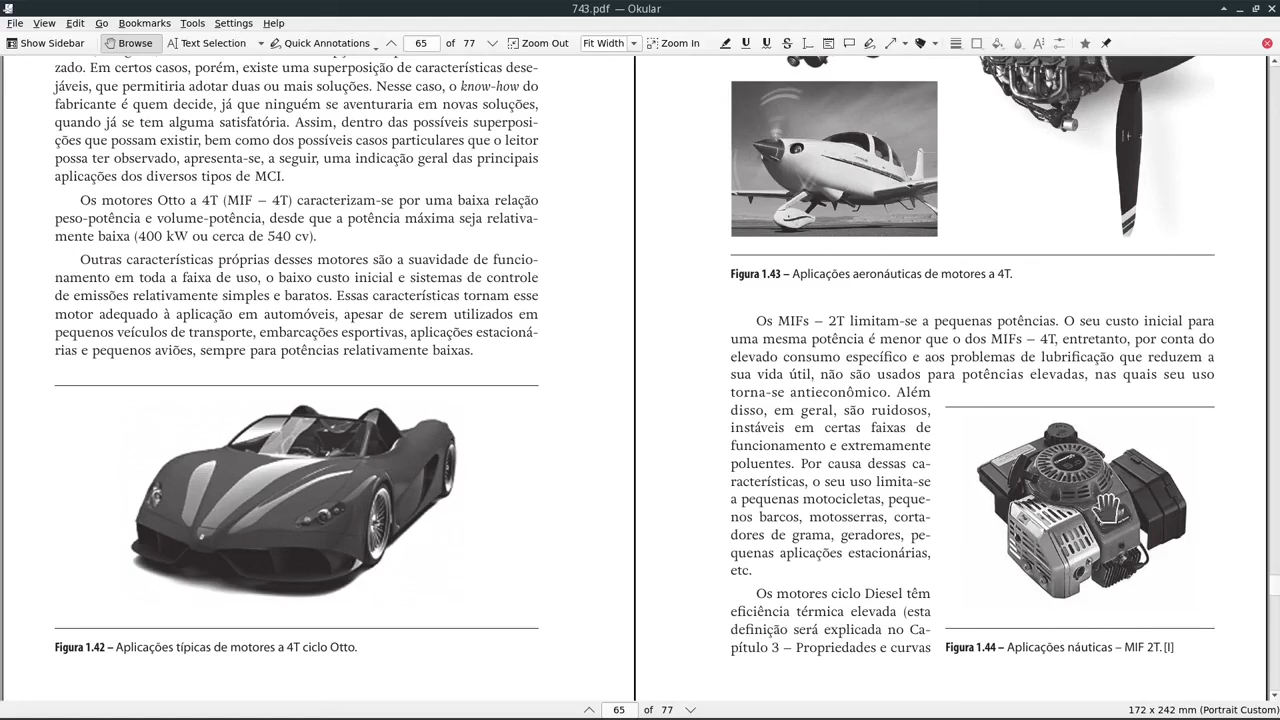 743.pdf — Okular
File View Edit Go Bookmarks Tools Settings Help
Show Sidebar Browse Text Selection Quick Annotations 65 of 77 Zoom Out Fit Width Zoom In
zado. Em certos casos, porém, existe uma superposição de características dese-
jáveis, que permitiria adotar duas ou mais soluções. Nesse caso, o know-how do
fabricante é quem decide, já que ninguém se aventuraria em novas soluções,
quando já se tem alguma satisfatória. Assim, dentro das possíveis superposi-
ções que possam existir, bem como dos possíveis casos particulares que o leitor
possa ter observado, apresenta-se, a seguir, uma indicação geral das principais
aplicações dos diversos tipos de MCI.
Os motores Otto a 4T (MIF – 4T) caracterizam-se por uma baixa relação
peso-potência e volume-potência, desde que a potência máxima seja relativa-
mente baixa (400 kW ou cerca de 540 cv).
Outras características próprias desses motores são a suavidade de funcio-
namento em toda a faixa de uso, o baixo custo inicial e sistemas de controle
de emissões relativamente simples e baratos. Essas características tornam esse
motor adequado à aplicação em automóveis, apesar de serem utilizados em
pequenos veículos de transporte, embarcações esportivas, aplicações estacioná-
rias e pequenos aviões, sempre para potências relativamente baixas.
Figura 1.42 – Aplicações típicas de motores a 4T ciclo Otto.
Figura 1.43 – Aplicações aeronáuticas de motores a 4T.
Os MIFs – 2T limitam-se a pequenas potências. O seu custo inicial para
uma mesma potência é menor que o dos MIFs – 4T, entretanto, por conta do
elevado consumo específico e aos problemas de lubrificação que reduzem a
sua vida útil, não são usados para potências elevadas, nas quais seu uso
torna-se antieconômico. Além
disso, em geral, são ruidosos,
instáveis em certas faixas de
funcionamento e extremamente
poluentes. Por causa dessas ca-
racterísticas, o seu uso limita-se
a pequenas motocicletas, peque-
nos barcos, motosserras, corta-
dores de grama, geradores, pe-
quenas aplicações estacionárias,
etc.
Os motores ciclo Diesel têm
eficiência térmica elevada (esta
definição será explicada no Ca-
pítulo 3 – Propriedades e curvas
Figura 1.44 – Aplicações náuticas – MIF 2T. [I]
65 of 77
172 x 242 mm (Portrait Custom)